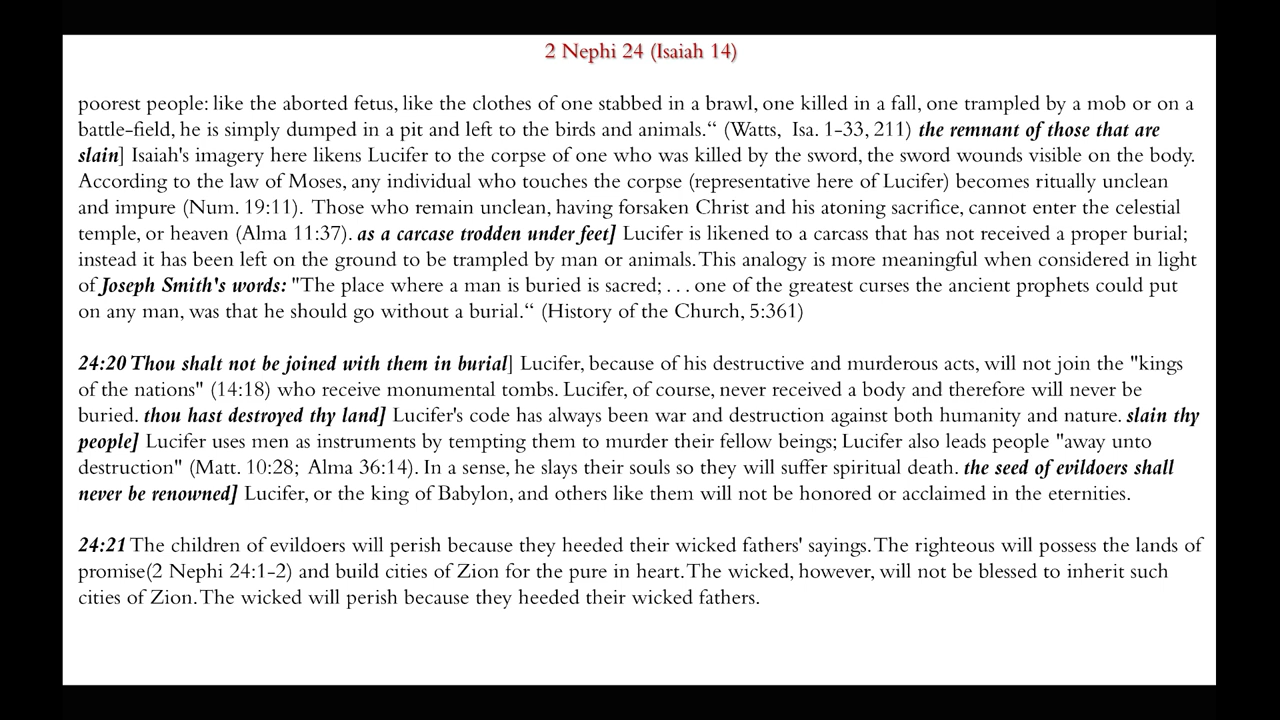 2 Nephi 24 (Isaiah 14)
poorest people: like the aborted fetus, like the clothes of one stabbed in a brawl, one killed in a fall, one trampled by a mob or on a
battle-field, he is simply dumped in a pit and left to the birds and animals.“ (Watts, Isa. 1-33, 211) the remnant of those that are
slain] Isaiah's imagery here likens Lucifer to the corpse of one who was killed by the sword, the sword wounds visible on the body.
According to the law of Moses, any individual who touches the corpse (representative here of Lucifer) becomes ritually unclean
and impure (Num. 19:11). Those who remain unclean, having forsaken Christ and his atoning sacrifice, cannot enter the celestial
temple, or heaven (Alma 11:37). as a carcase trodden under feet] Lucifer is likened to a carcass that has not received a proper burial;
instead it has been left on the ground to be trampled by man or animals. This analogy is more meaningful when considered in light
of Joseph Smith's words: "The place where a man is buried is sacred; . . . one of the greatest curses the ancient prophets could put
on any man, was that he should go without a burial.“ (History of the Church, 5:361)
24:20 Thou shalt not be joined with them in burial] Lucifer, because of his destructive and murderous acts, will not join the "kings
of the nations" (14:18) who receive monumental tombs. Lucifer, of course, never received a body and therefore will never be
buried. thou hast destroyed thy land] Lucifer's code has always been war and destruction against both humanity and nature. slain thy
people] Lucifer uses men as instruments by tempting them to murder their fellow beings; Lucifer also leads people "away unto
destruction" (Matt. 10:28; Alma 36:14). In a sense, he slays their souls so they will suffer spiritual death. the seed of evildoers shall
never be renowned] Lucifer, or the king of Babylon, and others like them will not be honored or acclaimed in the eternities.
24:21 The children of evildoers will perish because they heeded their wicked fathers' sayings. The righteous will possess the lands of
promise(2 Nephi 24:1-2) and build cities of Zion for the pure in heart. The wicked, however, will not be blessed to inherit such
cities of Zion. The wicked will perish because they heeded their wicked fathers.